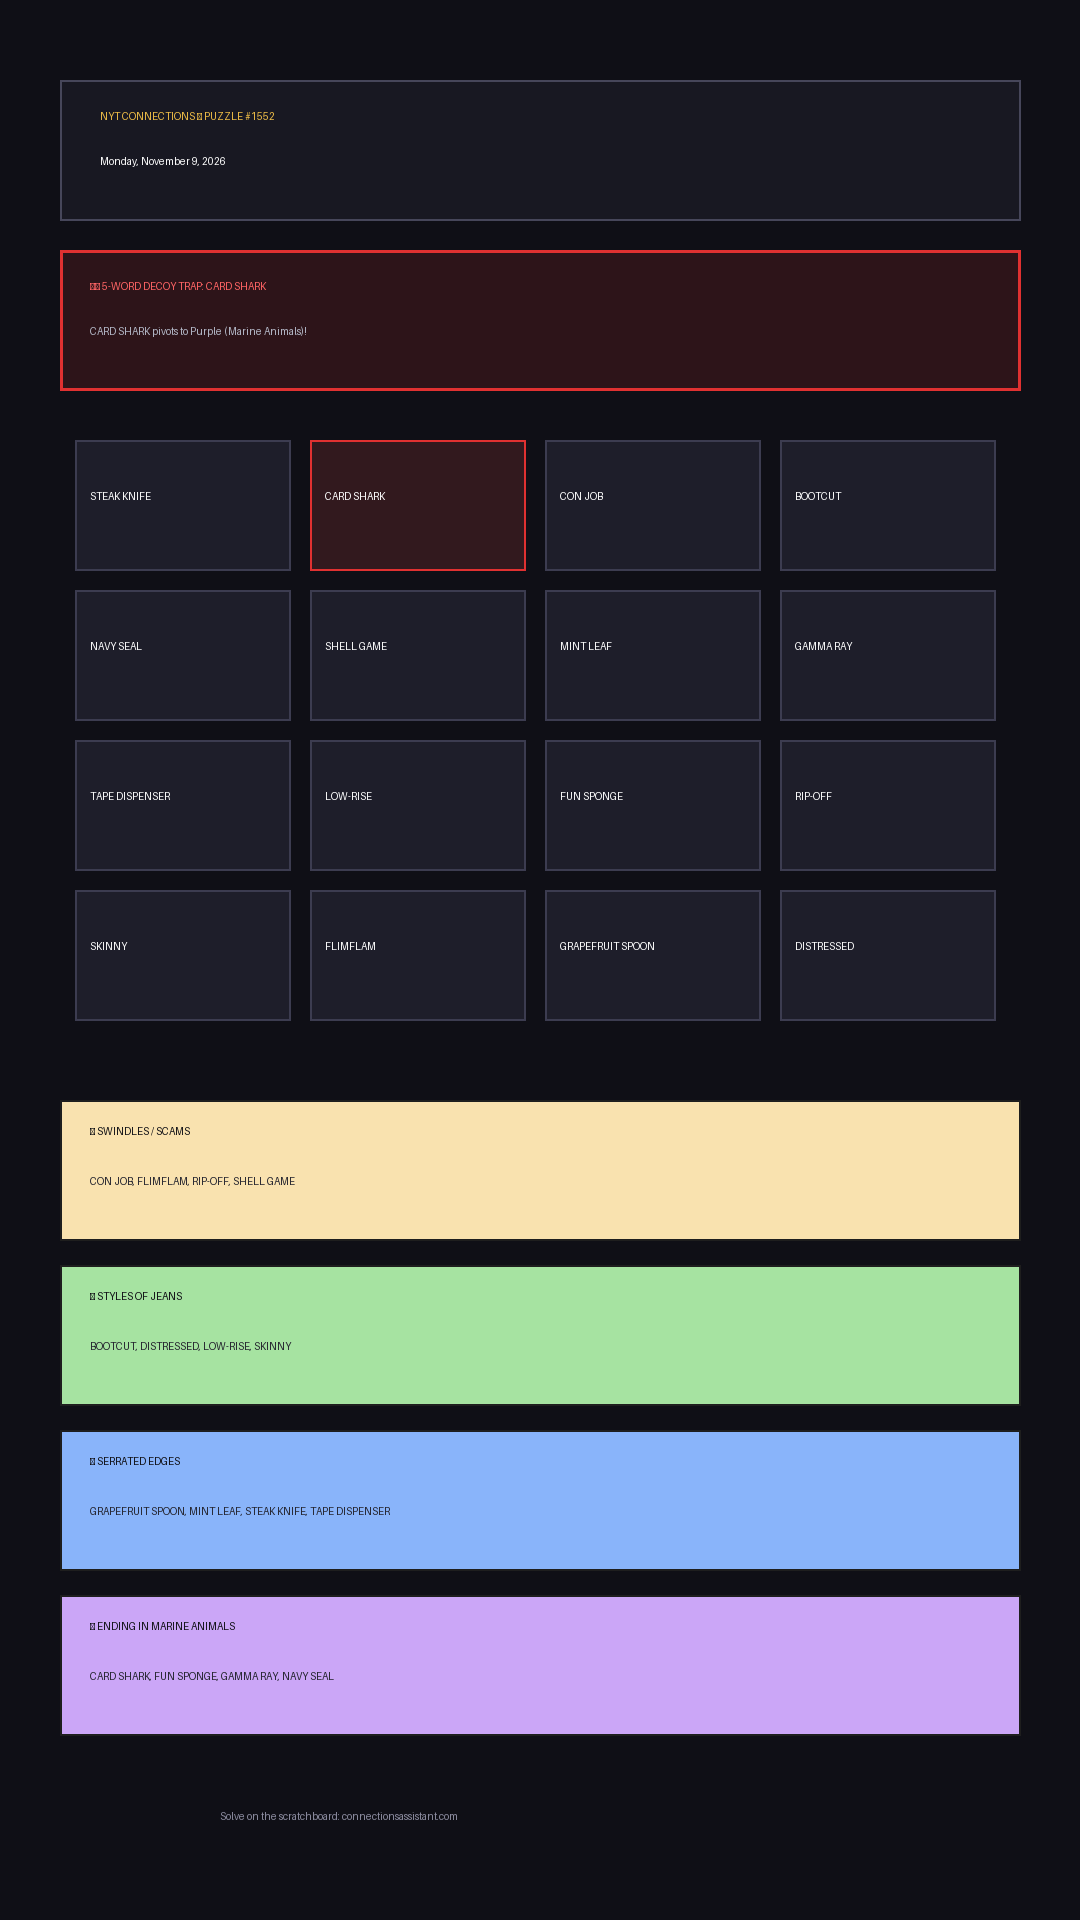 NYT CONNECTIONS PUZZLE #1552
Monday, November 9, 2026
5-WORD DECOY TRAP: CARD SHARK
CARD SHARK pivots to Purple (Marine Animals)!
STEAK KNIFE
CARD SHARK
CON JOB
BOOTCUT
NAVY SEAL
SHELL GAME
MINT LEAF
GAMMA RAY
TAPE DISPENSER
LOW-RISE
FUN SPONGE
RIP-OFF
SKINNY
FLIMFLAM
GRAPEFRUIT SPOON
DISTRESSED
SWINDLES / SCAMS
CON JOB, FLIMFLAM, RIP-OFF, SHELL GAME
STYLES OF JEANS
BOOTCUT, DISTRESSED, LOW-RISE, SKINNY
SERRATED EDGES
GRAPEFRUIT SPOON, MINT LEAF, STEAK KNIFE, TAPE DISPENSER
ENDING IN MARINE ANIMALS
CARD SHARK, FUN SPONGE, GAMMA RAY, NAVY SEAL
Solve on the scratchboard: connectionsassistant.com